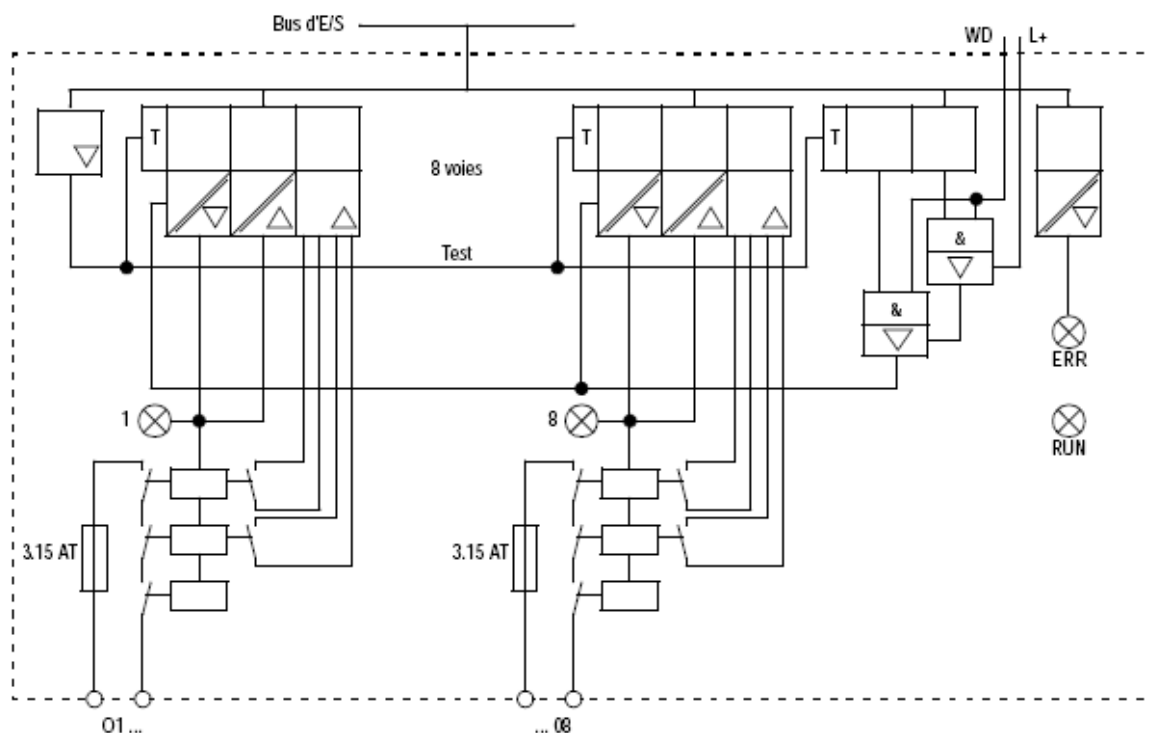 Bus d'E/S
WD L+
T
T
T
8 voies
Test
&
&
ERR
1
8
RUN
3.15 AT
3.15 AT
O1 ...
... 08